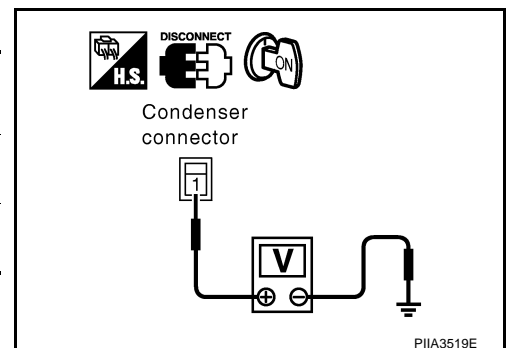 DISCONNECT
H.S.
ON
Condenser
connector
1
V
+ -
PIIA3519E